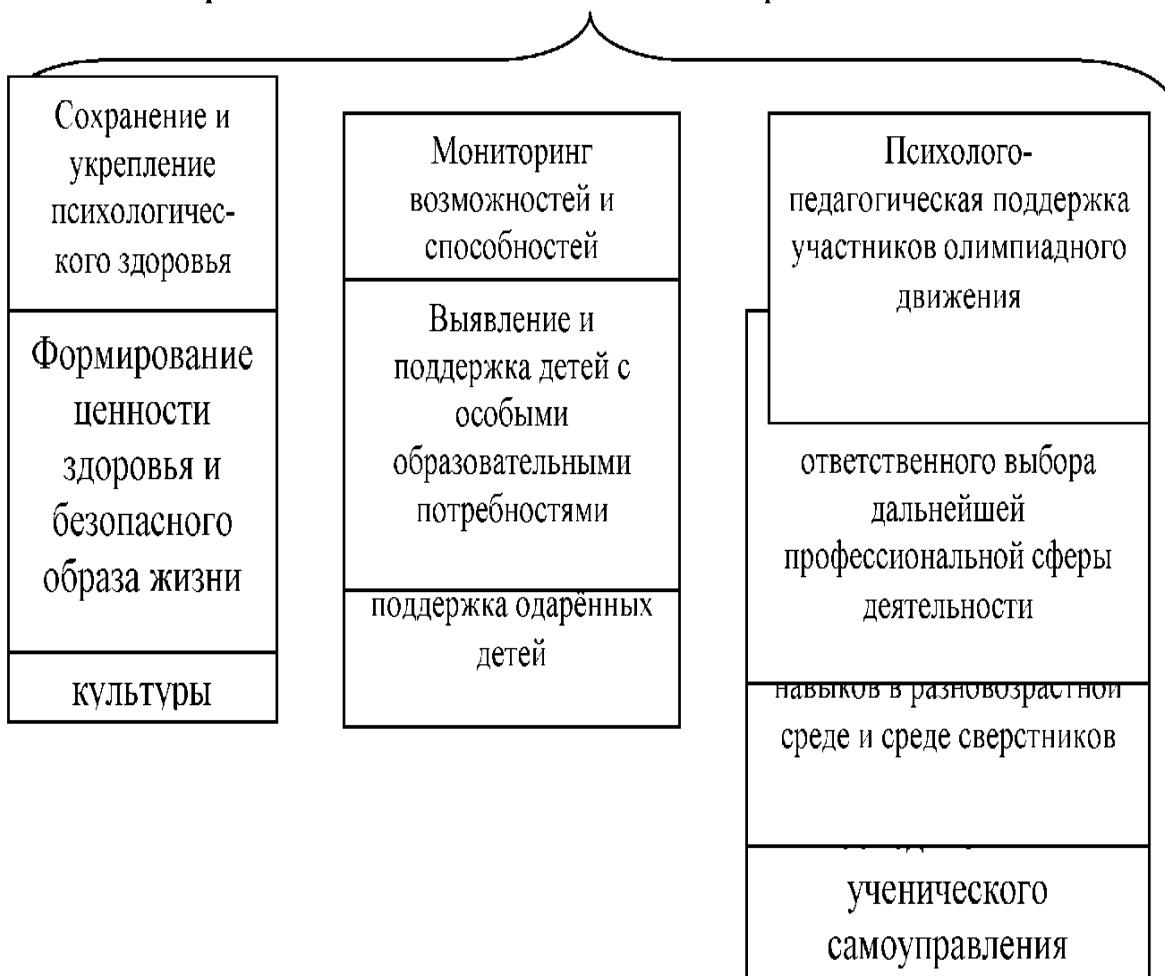 Сохранение и
укрепление
психологичес-
кого здоровья
Формирование
ценности
здоровья и
безопасного
образа жизни
культуры
Мониторинг
возможностей и
способностей
Выявление и
поддержка детей с
особыми
образовательными
потребностями
поддержка одарённых
детей
Психолого-
педагогическая поддержка
участников олимпиадного
движения
ответственного выбора
дальнейшей
профессиональной сферы
деятельности
навыков в разновозрастной
среде и среде сверстников
ученического
самоуправления